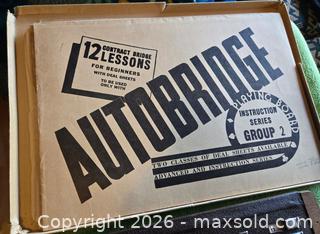 12 CONTRACT BRIDGE
LESSONS
FOR BEGINNERS
WITH DEAL SHEETS
TO BE USED
ONLY WITH
AUTOBRIDGE
PLAYING BOARD
INSTRUCTION
SERIES
GROUP 2
TWO CLASSES OF DEAL SHEETS AVAILABLE
ADVANCED AND INSTRUCTION SERIES
Copyright 2026 - maxsold.com